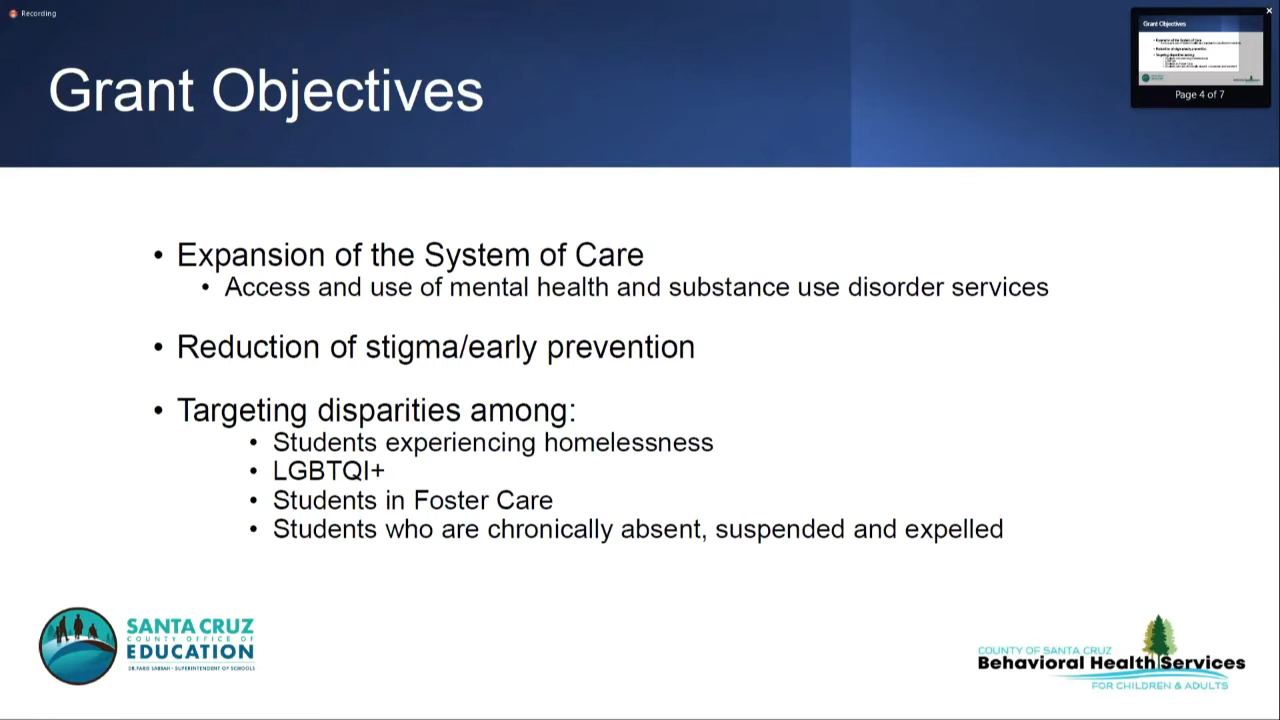 Recording
Grant Objectives
Grant Objectives
Page 4 of 7
• Expansion of the System of Care
• Access and use of mental health and substance use disorder services
• Reduction of stigma/early prevention
• Targeting disparities among:
• Students experiencing homelessness
• LGBTQI+
• Students in Foster Care
• Students who are chronically absent, suspended and expelled
SANTA CRUZ
COUNTY OFFICE OF
EDUCATION
DR. FARIS SABBAH • SUPERINTENDENT OF SCHOOLS
COUNTY OF SANTA CRUZ
Behavioral Health Services
FOR CHILDREN & ADULTS